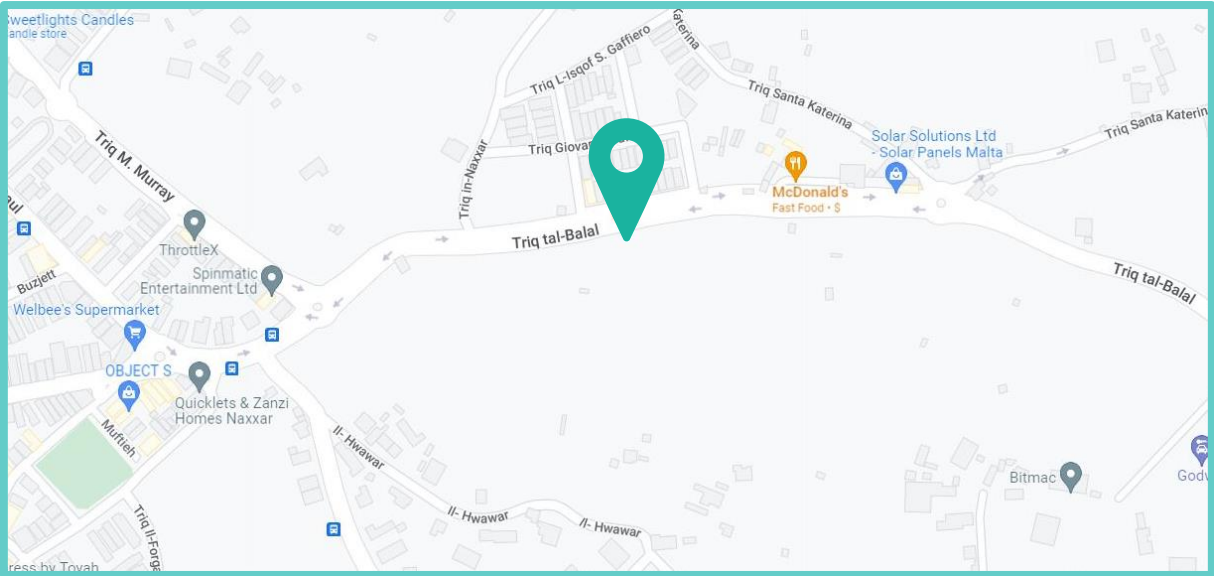 Sweetlights Candles
andle store
Triq L-Isqof S. Gaffiero
Katerina
Triq Santa Katerina
Solar Solutions Ltd
- Solar Panels Malta
Triq Santa Katerin
Triq M. Murray
Triq Giovan
Triq in-Naxxar
McDonald's
Fast Food • $
aul
ThrottleX
Triq tal-Balal
Spinmatic
Entertainment Ltd
Buzjett
Triq tal-Balal
Welbee's Supermarket
OBJECT S
Quicklets & Zanzi
Homes Naxxar
Muftieh
Il- Hwawar
Bitmac
Godw
Il- Hwawar
Il- Hwawar
Triq Il-Forga
ress by Tovah